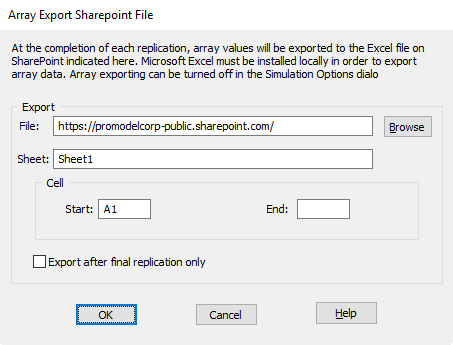 Array Export Sharepoint File
At the completion of each replication, array values will be exported to the Excel file on
SharePoint indicated here. Microsoft Excel must be installed locally in order to export
array data. Array exporting can be turned off in the Simulation Options dialo
Export
File: https://promodelcorp-public.sharepoint.com/ Browse
Sheet: Sheet1
Cell
Start: A1 End:
Export after final replication only
OK Cancel Help